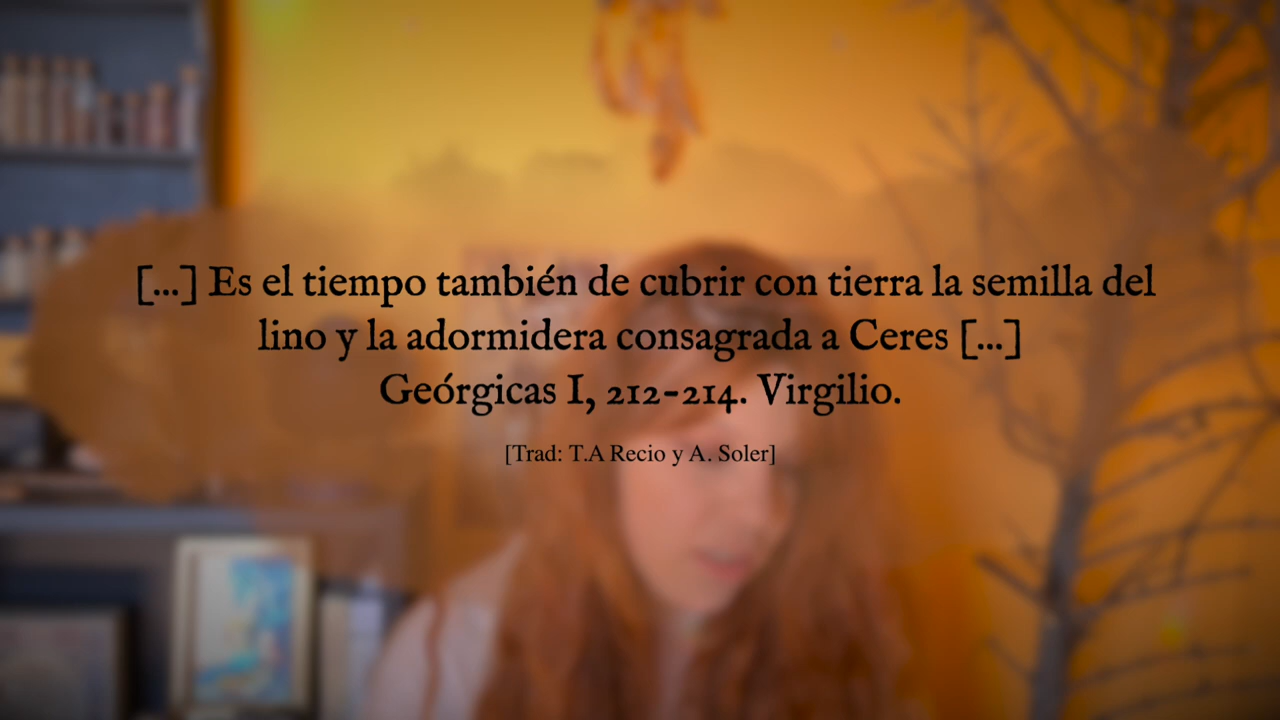 [...] Es el tiempo también de cubrir con tierra la semilla del
lino y la adormidera consagrada a Ceres [...]
Geórgicas I, 212-214. Virgilio.
[Trad: T.A Recio y A. Soler]